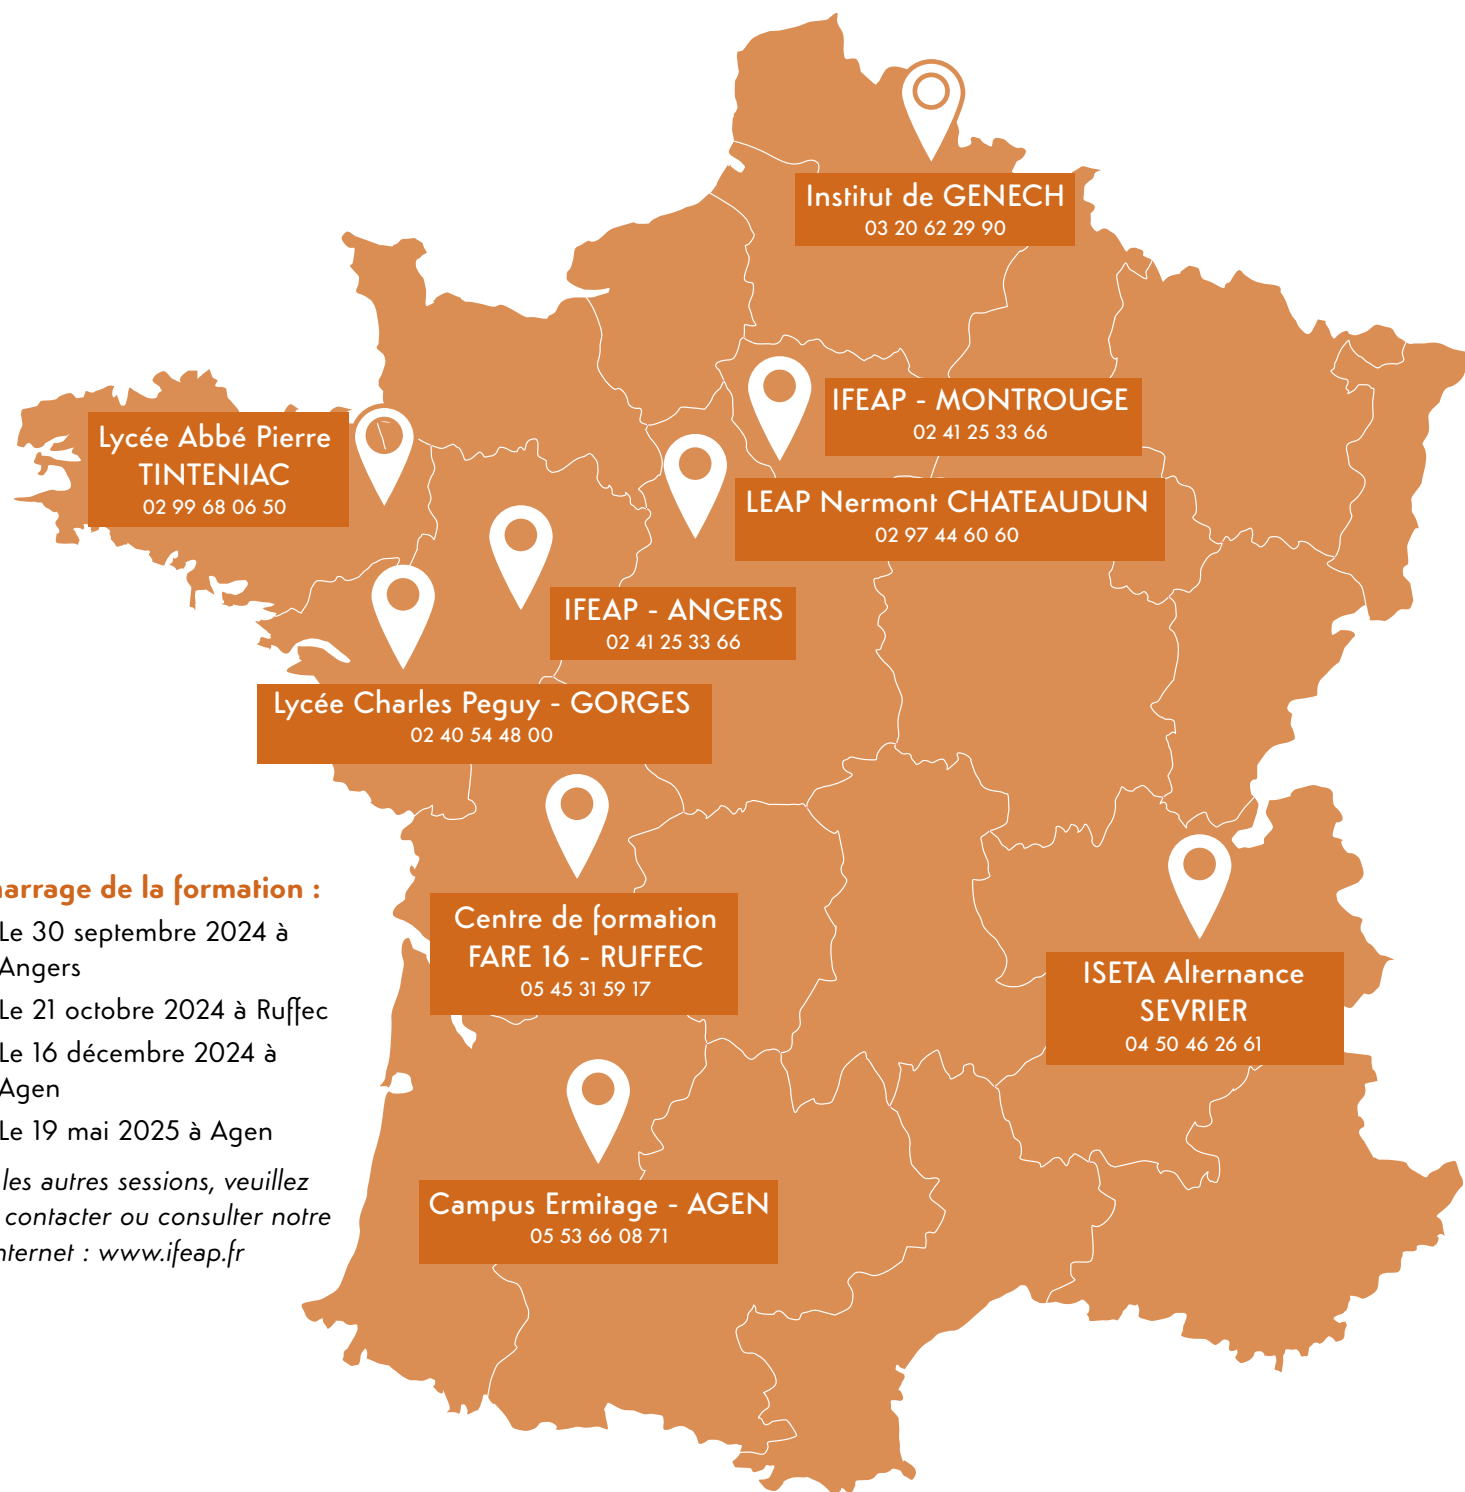 Institut de GENECH
03 20 62 29 90
IFEAP - MONTROUGE
02 41 25 33 66
Lycée Abbé Pierre
TINTENIAC
02 99 68 06 50
LEAP Nermont CHATEAUDUN
02 97 44 60 60
IFEAP - ANGERS
02 41 25 33 66
Lycée Charles Peguy - GORGES
02 40 54 48 00
Centre de formation
FARE 16 - RUFFEC
05 45 31 59 17
ISETA Alternance
SEVRIER
04 50 46 26 61
Campus Ermitage - AGEN
05 53 66 08 71
de la formation :
Le 30 septembre 2024 à
Angers
Le 21 octobre 2024 à Ruffec
Le 16 décembre 2024 à
Agen
Le 19 mai 2025 à Agen
les autres sessions, veuillez
contacter ou consulter notre
: www.ifeap.fr